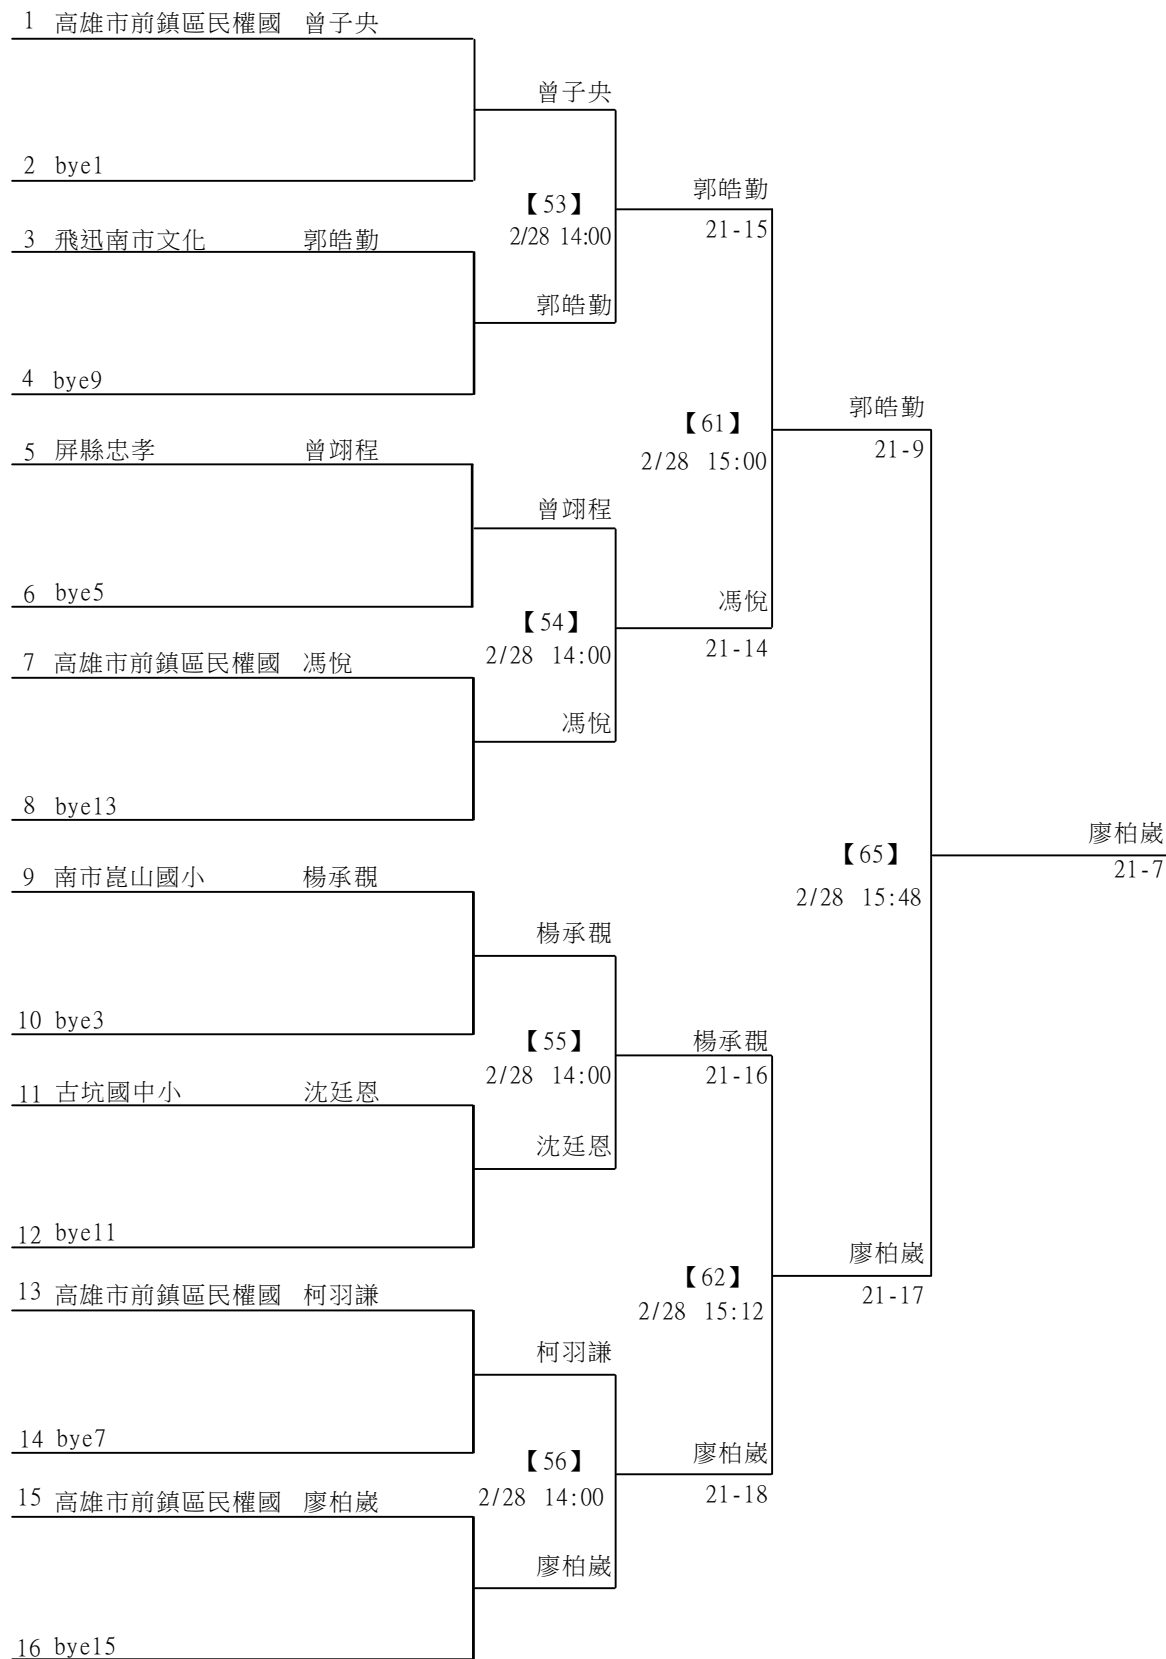 1 高雄市前鎮區民權國 曾子央
曾子央
2 bye1
郭皓勤
【53】
21-15
3 飛迅南市文化 郭皓勤
2/28 14:00
郭皓勤
4 bye9
郭皓勤
【61】
21-9
5 屏縣忠孝 曾翊程
2/28 15:00
曾翊程
6 bye5
馮悅
【54】
21-14
7 高雄市前鎮區民權國 馮悅
2/28 14:00
馮悅
8 bye13
廖柏崴
【65】
21-7
9 南市崑山國小 楊承覩
2/28 15:48
楊承覩
10 bye3
楊承覩
【55】
21-16
2/28 14:00
11 古坑國中小 沈廷恩
沈廷恩
12 bye11
廖柏崴
【62】
21-17
13 高雄市前鎮區民權國 柯羽謙
2/28 15:12
柯羽謙
14 bye7
廖柏崴
【56】
21-18
15 高雄市前鎮區民權國 廖柏崴
2/28 14:00
廖柏崴
16 bye15